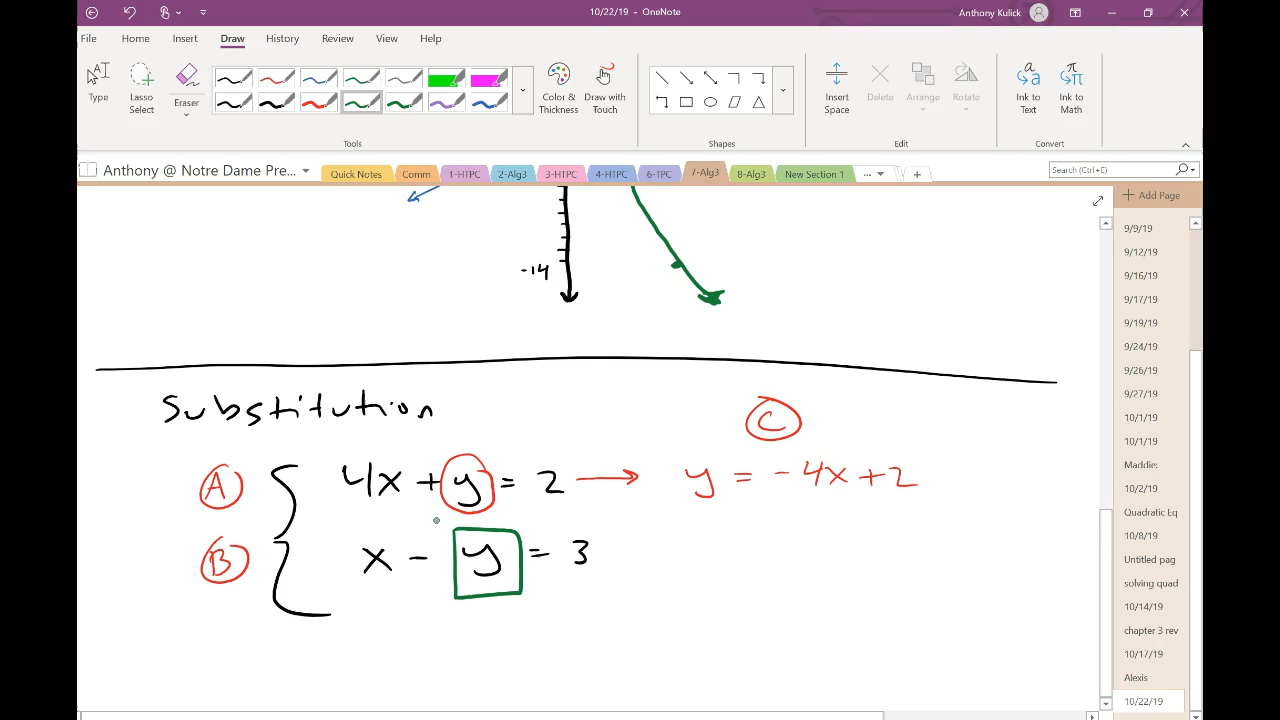 10/22/19 - OneNote
Anthony Kulick
File Home Insert Draw History Review View Help
Type
Lasso Select
Eraser
Color & Thickness
Draw with Touch
Insert Space
Delete
Arrange
Rotate
Ink to Text
Ink to Math
Tools
Shapes
Edit
Convert
Anthony @ Notre Dame Pre...
Quick Notes Comm 1-HTPC 2-Alg3 3-HTPC 4-HTPC 6-TPC 7-Alg3 8-Alg3 New Section 1 ...
Search (Ctrl+E)
Add Page
9/9/19
9/12/19
9/16/19
9/17/19
9/19/19
9/24/19
9/26/19
9/27/19
10/1/19
10/1/19
Maddie:
10/2/19
Quadratic Eq
10/8/19
Untitled pag
solving quad
10/14/19
chapter 3 rev
10/17/19
Alexis
10/22/19
-14
Substitution
C
A 4x + y = 2 → y = -4x + 2
B x - y = 3